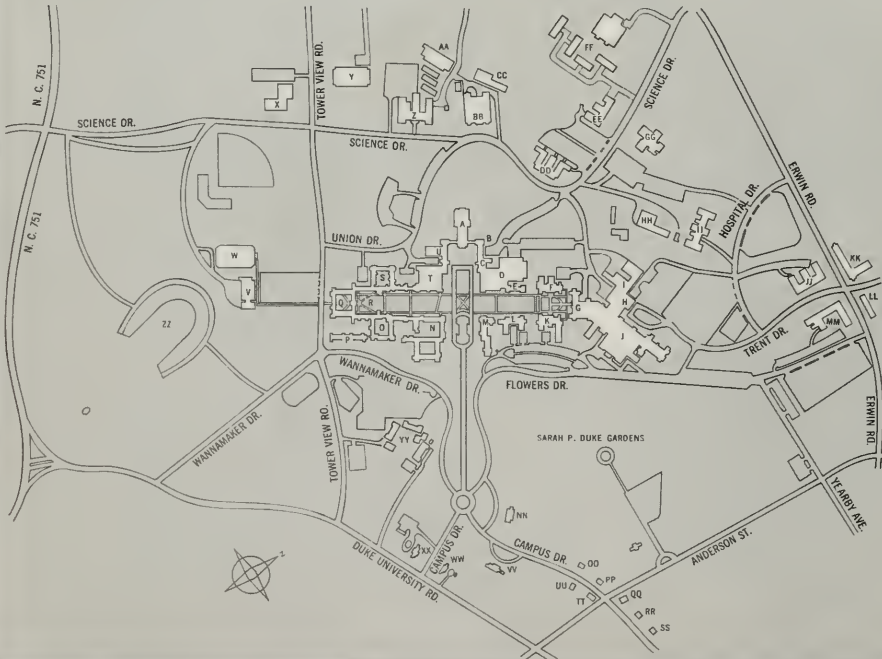 N. C. 751
TOWER VIEW RD.
AA
FF
Y
CC
X
Z
BB
SCIENCE DR.
EE
SCIENCE DR.
SCIENCE DR.
GG
DD
ERWIN RD.
N. C. 751
HOSPITAL DR.
HH
II
A
UNION DR.
B
U
KK
W
C
S
T
D
I
JJ
F
V
LL
Q
R
G
H
ZZ
O
N
M
L
K
J
MM
P
TRENT DR.
WANNAMAKER DR.
FLOWERS DR.
ERWIN RD.
WANNAMAKER DR.
TOWER VIEW RD.
YY
SARAH P. DUKE GARDENS
YEARBY AVE.
NN
CAMPUS DR.
CAMPUS DR.
ANDERSON ST.
XX
WW
VV
OO
DUKE UNIVERSITY RD.
UU
PP
TT
QQ
RR
SS